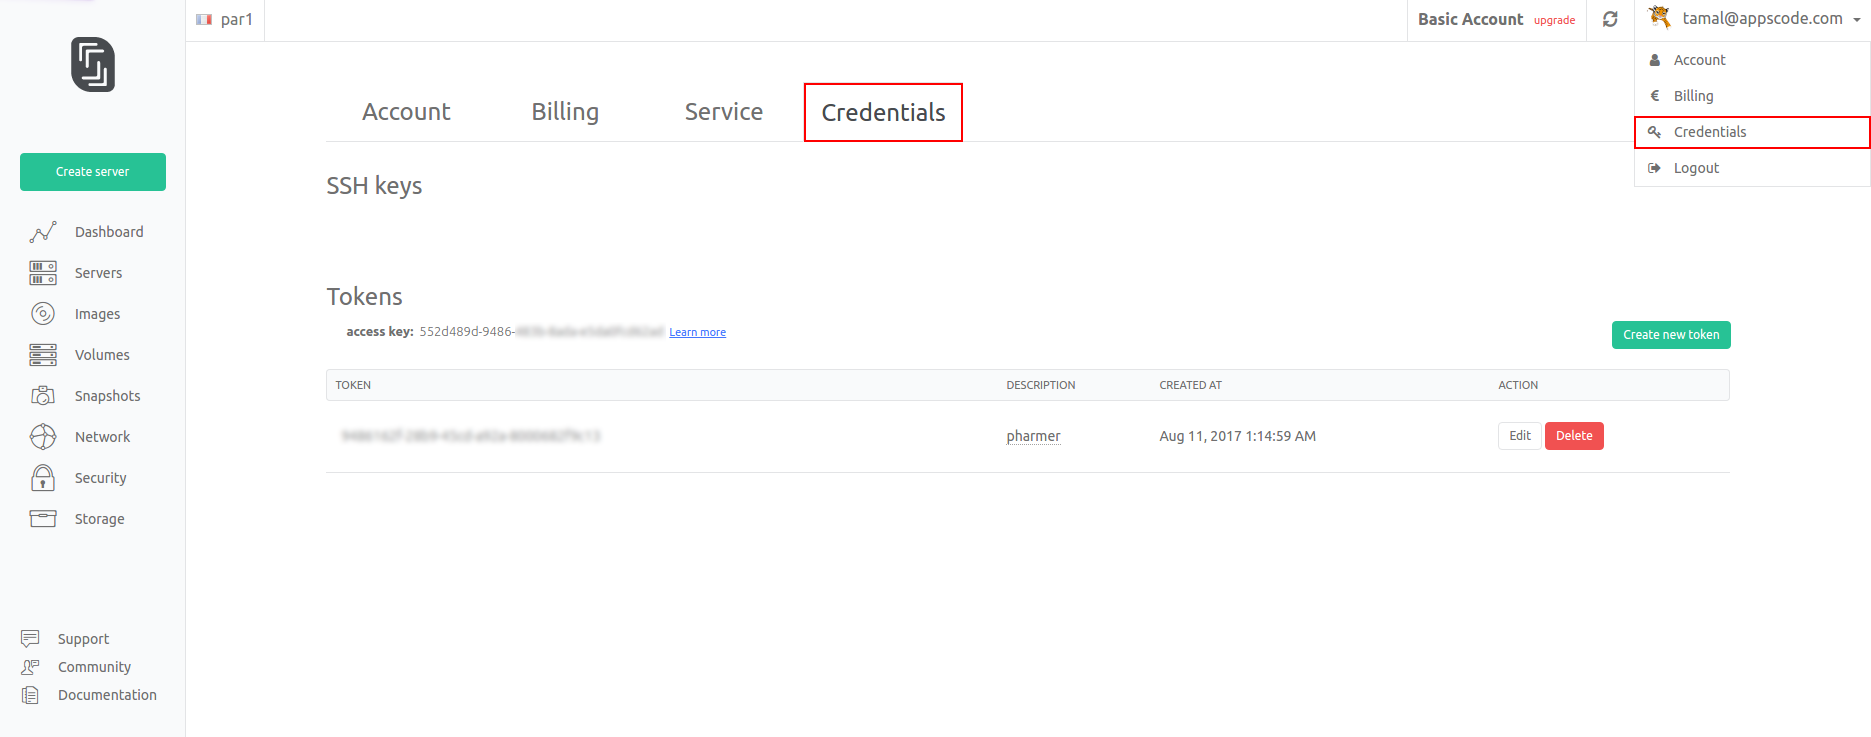 par1
Basic Account upgrade
tamal@appscode.com
Account
Billing
Credentials
Logout
Account Billing Service Credentials
Create server
Dashboard
Servers
Images
Volumes
Snapshots
Network
Security
Storage
Support
Community
Documentation
SSH keys
Tokens
access key: 552d489d-9486- Learn more
Create new token
TOKEN DESCRIPTION CREATED AT ACTION
pharmer Aug 11, 2017 1:14:59 AM Edit Delete